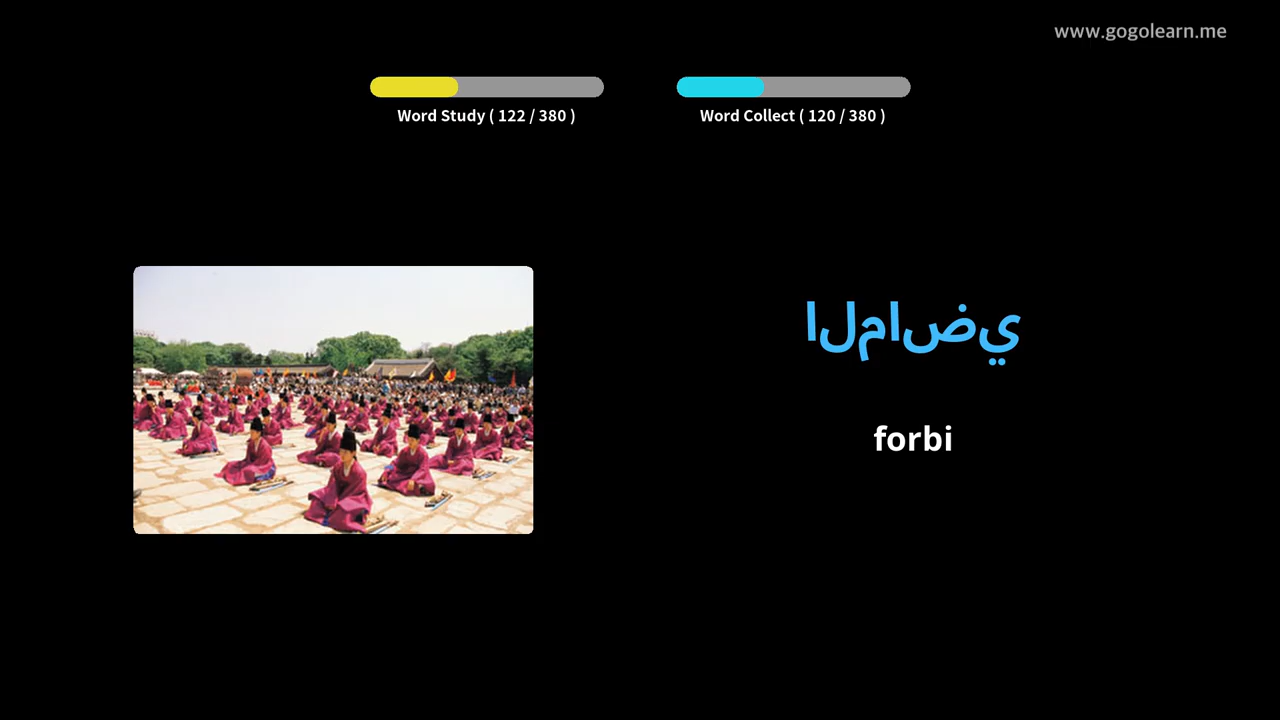 www.gogolearn.me
Word Study ( 122 / 380 )
Word Collect ( 120 / 380 )
الماضي
forbi